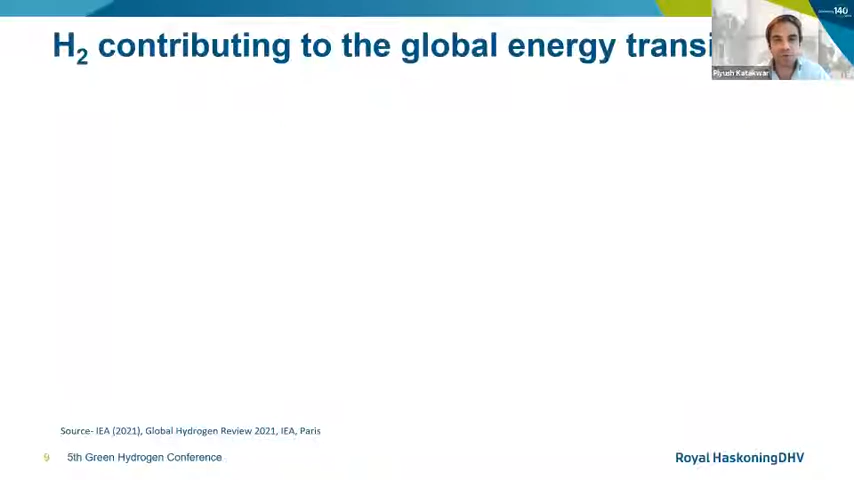 H₂ contributing to the global energy transi
140
Piyush Katakwar
Source- IEA (2021), Global Hydrogen Review 2021, IEA, Paris
9 5th Green Hydrogen Conference
Royal HaskoningDHV